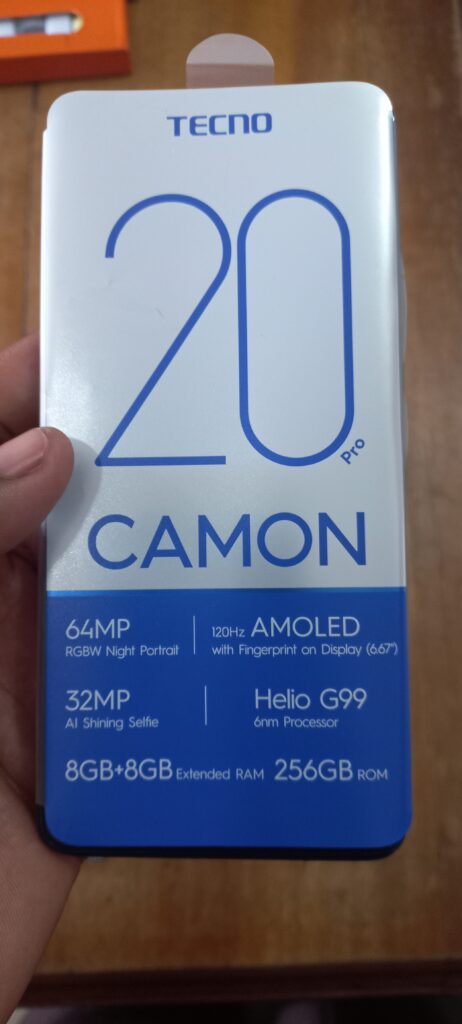 TECNO
20
Pro
CAMON
64MP
RGBW Night Portrait
120Hz AMOLED
with Fingerprint on Display (6.67")
32MP
AI Shining Selfie
Helio G99
6nm Processor
8GB+8GB Extended RAM 256GB ROM